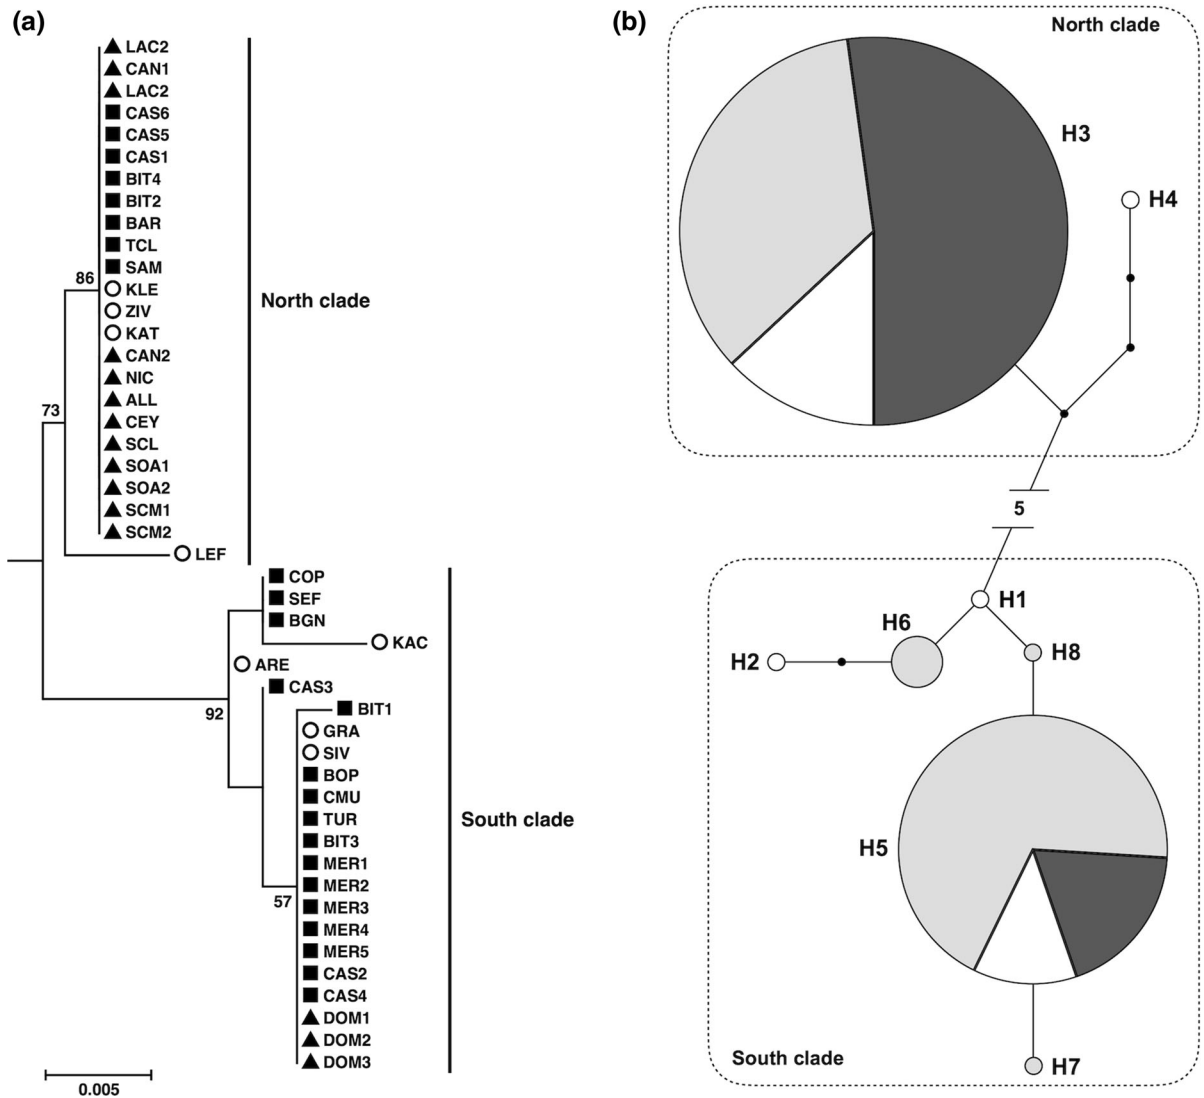 (a)
LAC2
CAN1
LAC2
CAS6
CAS5
CAS1
BIT4
BIT2
BAR
TCL
SAM
86
KLE
ZIV
KAT
CAN2
NIC
ALL
73
CEY
SCL
SOA1
SOA2
SCM1
SCM2
LEF
North clade
COP
SEF
BGN
KAC
ARE
CAS3
92
BIT1
GRA
SIV
BOP
CMU
TUR
BIT3
MER1
MER2
57
MER3
MER4
MER5
CAS2
CAS4
DOM1
DOM2
DOM3
South clade
0.005
(b)
North clade
H3
H4
5
H1
H6
H2
H8
H5
H7
South clade